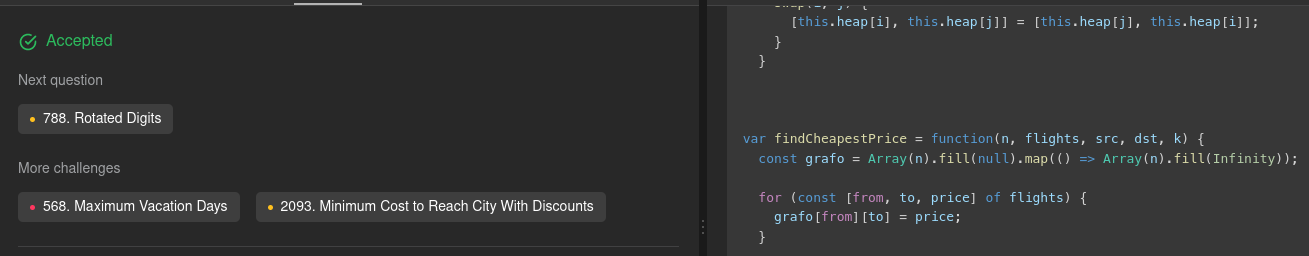 Accepted
Next question
788. Rotated Digits
More challenges
568. Maximum Vacation Days
2093. Minimum Cost to Reach City With Discounts
[this.heap[i], this.heap[j]] = [this.heap[j], this.heap[i]];
}
}
var findCheapestPrice = function(n, flights, src, dst, k) {
const grafo = Array(n).fill(null).map(() => Array(n).fill(Infinity));
for (const [from, to, price] of flights) {
grafo[from][to] = price;
}